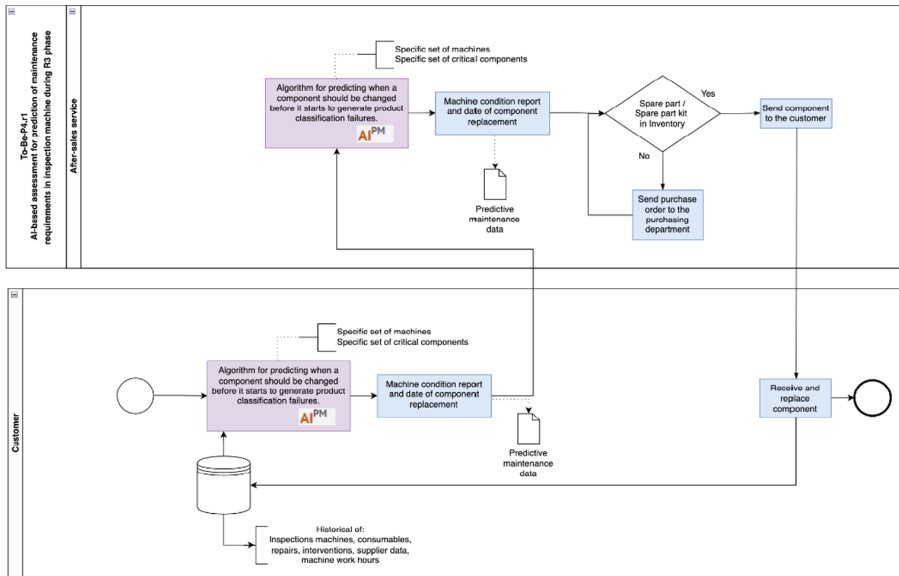 To-Be-P4.r1
AI-based assessment for prediction of maintenance
requirements in inspection machine during R3 phase
After-sales service
Specific set of machines
Specific set of critical components
Algorithm for predicting when a
component should be changed
before it starts to generate product
classification failures.
AI PM
Machine condition report
and date of component
replacement
Predictive
maintenance
data
Spare part /
Spare part kit
in Inventory
Yes
No
Send component
to the customer
Send purchase
order to the
purchasing
department
Customer
Specific set of machines
Specific set of critical components
Algorithm for predicting when a
component should be changed
before it starts to generate product
classification failures.
AI PM
Machine condition report
and date of component
replacement
Predictive
maintenance
data
Receive and
replace
component
Historical of:
Inspections machines, consumables,
repairs, interventions, supplier data,
machine work hours